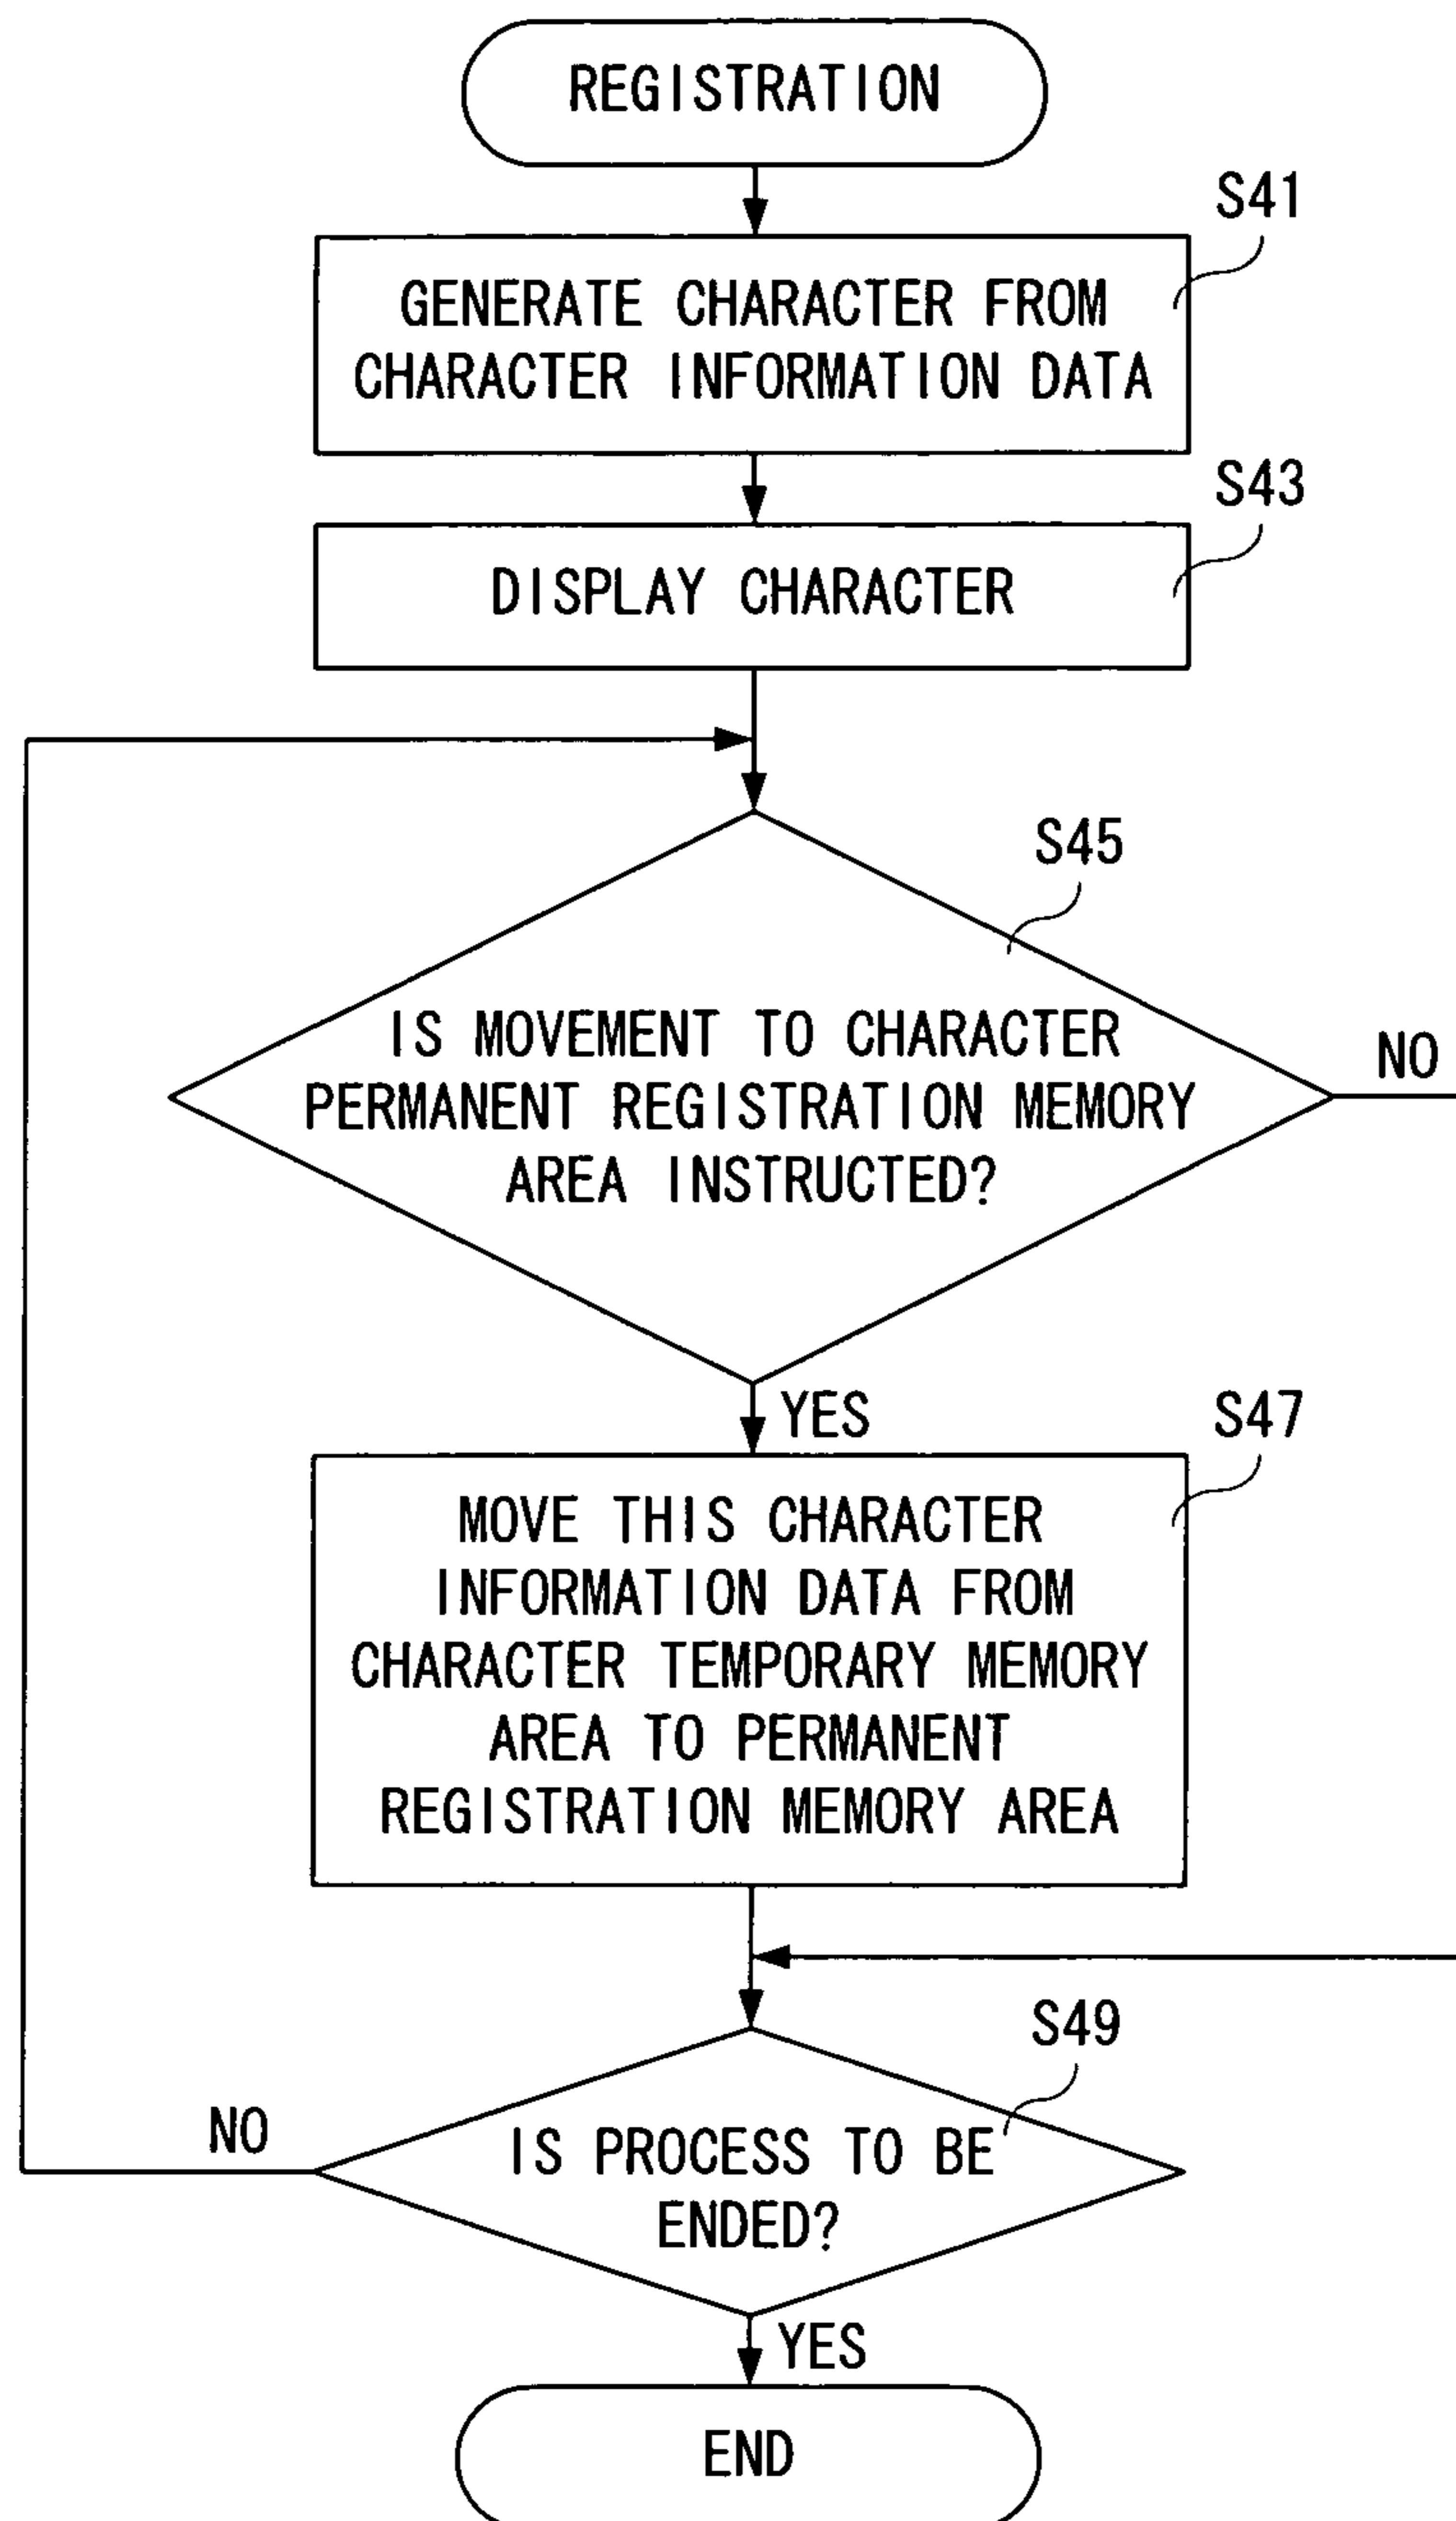 REGISTRATION
S41
GENERATE CHARACTER FROM
CHARACTER INFORMATION DATA
S43
DISPLAY CHARACTER
S45
IS MOVEMENT TO CHARACTER
PERMANENT REGISTRATION MEMORY
AREA INSTRUCTED?
NO
YES
S47
MOVE THIS CHARACTER
INFORMATION DATA FROM
CHARACTER TEMPORARY MEMORY
AREA TO PERMANENT
REGISTRATION MEMORY AREA
S49
NO
IS PROCESS TO BE
ENDED?
YES
END